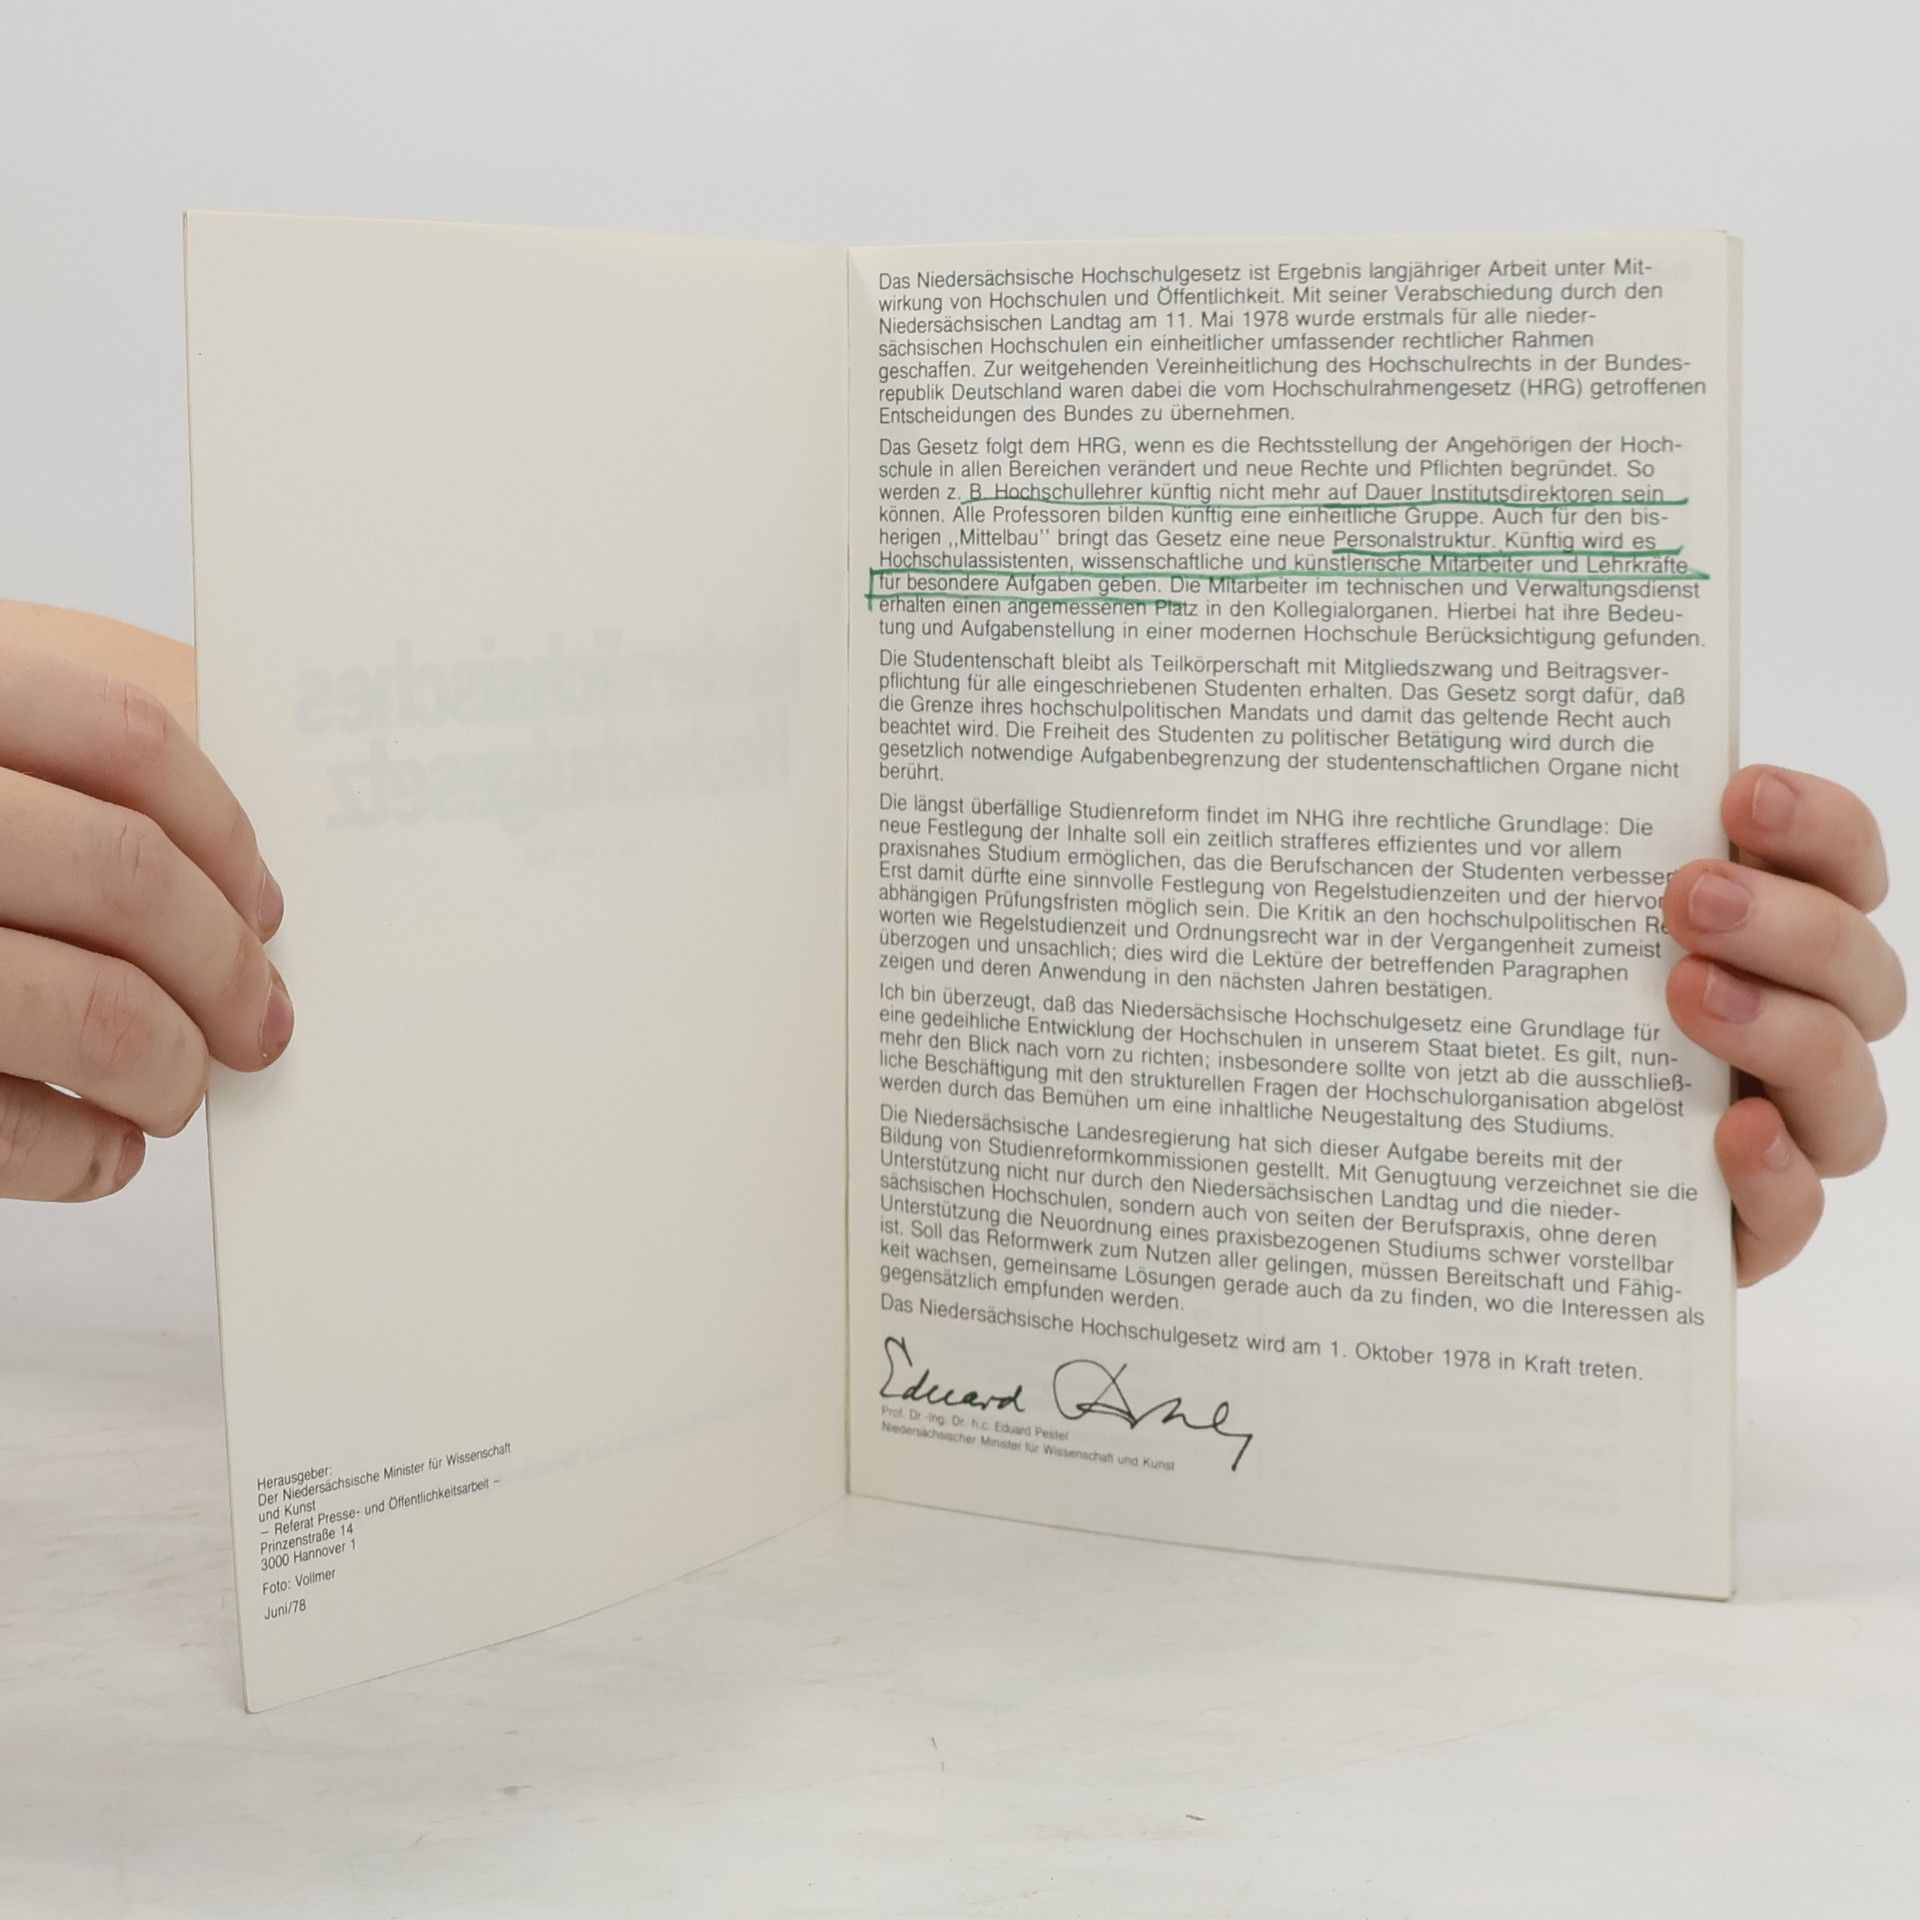 Herausgeber:
Der Niedersächsische Minister für Wissenschaft
und Kunst
– Referat Presse- und Öffentlichkeitsarbeit –
Prinzenstraße 14
3000 Hannover 1
Foto: Vollmer
Juni/78
Das Niedersächsische Hochschulgesetz ist Ergebnis langjähriger Arbeit unter Mit-
wirkung von Hochschulen und Öffentlichkeit. Mit seiner Verabschiedung durch den
Niedersächsischen Landtag am 11. Mai 1978 wurde erstmals für alle nieder-
sächsischen Hochschulen ein einheitlicher umfassender rechtlicher Rahmen
geschaffen. Zur weitgehenden Vereinheitlichung des Hochschulrechts in der Bundes-
republik Deutschland waren dabei die vom Hochschulrahmengesetz (HRG) getroffenen
Entscheidungen des Bundes zu übernehmen.
Das Gesetz folgt dem HRG, wenn es die Rechtsstellung der Angehörigen der Hoch-
schule in allen Bereichen verändert und neue Rechte und Pflichten begründet. So
werden z. B. Hochschullehrer künftig nicht mehr auf Dauer Institutsdirektoren sein
können. Alle Professoren bilden künftig eine einheitliche Gruppe. Auch für den bis-
herigen ,,Mittelbau'' bringt das Gesetz eine neue Personalstruktur. Künftig wird es
Hochschulassistenten, wissenschaftliche und künstlerische Mitarbeiter und Lehrkräfte
für besondere Aufgaben geben. Die Mitarbeiter im technischen und Verwaltungsdienst
erhalten einen angemessenen Platz in den Kollegialorganen. Hierbei hat ihre Bedeu-
tung und Aufgabenstellung in einer modernen Hochschule Berücksichtigung gefunden.
Die Studentenschaft bleibt als Teilkörperschaft mit Mitgliedszwang und Beitragsver-
pflichtung für alle eingeschriebenen Studenten erhalten. Das Gesetz sorgt dafür, daß
die Grenze ihres hochschulpolitischen Mandats und damit das geltende Recht auch
beachtet wird. Die Freiheit des Studenten zu politischer Betätigung wird durch die
gesetzlich notwendige Aufgabenbegrenzung der studentenschaftlichen Organe nicht
berührt.
Die längst überfällige Studienreform findet im NHG ihre rechtliche Grundlage: Die
neue Festlegung der Inhalte soll ein zeitlich strafferes effizientes und vor allem
praxisnahes Studium ermöglichen, das die Berufschancen der Studenten verbesser
Erst damit dürfte eine sinnvolle Festlegung von Regelstudienzeiten und der hiervon
abhängigen Prüfungsfristen möglich sein. Die Kritik an den hochschulpolitischen Re
worten wie Regelstudienzeit und Ordnungsrecht war in der Vergangenheit zumeist
überzogen und unsachlich; dies wird die Lektüre der betreffenden Paragraphen
zeigen und deren Anwendung in den nächsten Jahren bestätigen.
Ich bin überzeugt, daß das Niedersächsische Hochschulgesetz eine Grundlage für
eine gedeihliche Entwicklung der Hochschulen in unserem Staat bietet. Es gilt, nun-
mehr den Blick nach vorn zu richten; insbesondere sollte von jetzt ab die ausschließ-
liche Beschäftigung mit den strukturellen Fragen der Hochschulorganisation abgelöst
werden durch das Bemühen um eine inhaltliche Neugestaltung des Studiums.
Die Niedersächsische Landesregierung hat sich dieser Aufgabe bereits mit der
Bildung von Studienreformkommissionen gestellt. Mit Genugtuung verzeichnet sie die
Unterstützung nicht nur durch den Niedersächsischen Landtag und die nieder-
sächsischen Hochschulen, sondern auch von seiten der Berufspraxis, ohne deren
Unterstützung die Neuordnung eines praxisbezogenen Studiums schwer vorstellbar
ist. Soll das Reformwerk zum Nutzen aller gelingen, müssen Bereitschaft und Fähig-
keit wachsen, gemeinsame Lösungen gerade auch da zu finden, wo die Interessen als
gegensätzlich empfunden werden.
Das Niedersächsische Hochschulgesetz wird am 1. Oktober 1978 in Kraft treten.
Eduard Pestel
Prof. Dr.-Ing. Dr. h.c. Eduard Pestel
Niedersächsischer Minister für Wissenschaft und Kunst